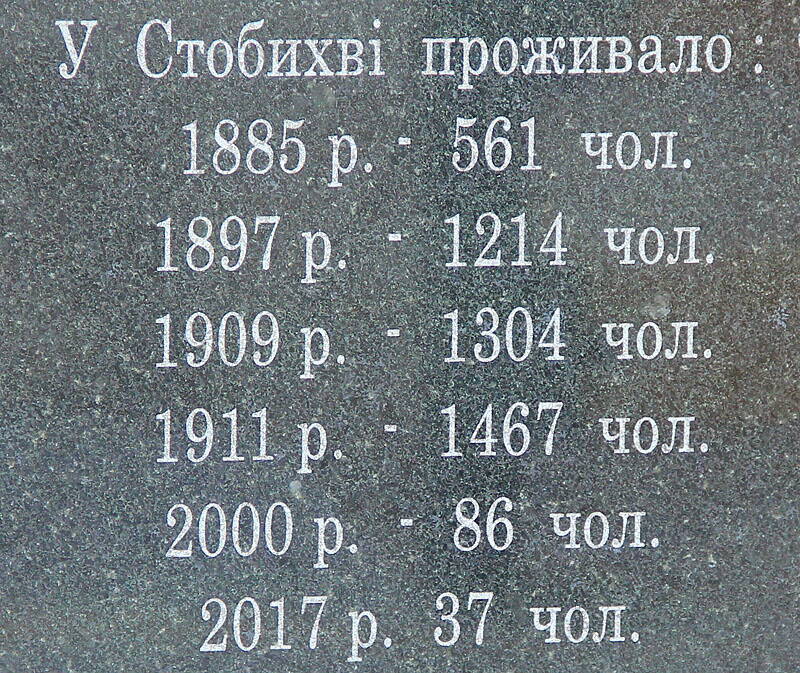 У Стобихві проживало :
1885 р. - 561 чол.
1897 р. - 1214 чол.
1909 р. - 1304 чол.
1911 р. - 1467 чол.
2000 р. - 86 чол.
2017 р. 37 чол.